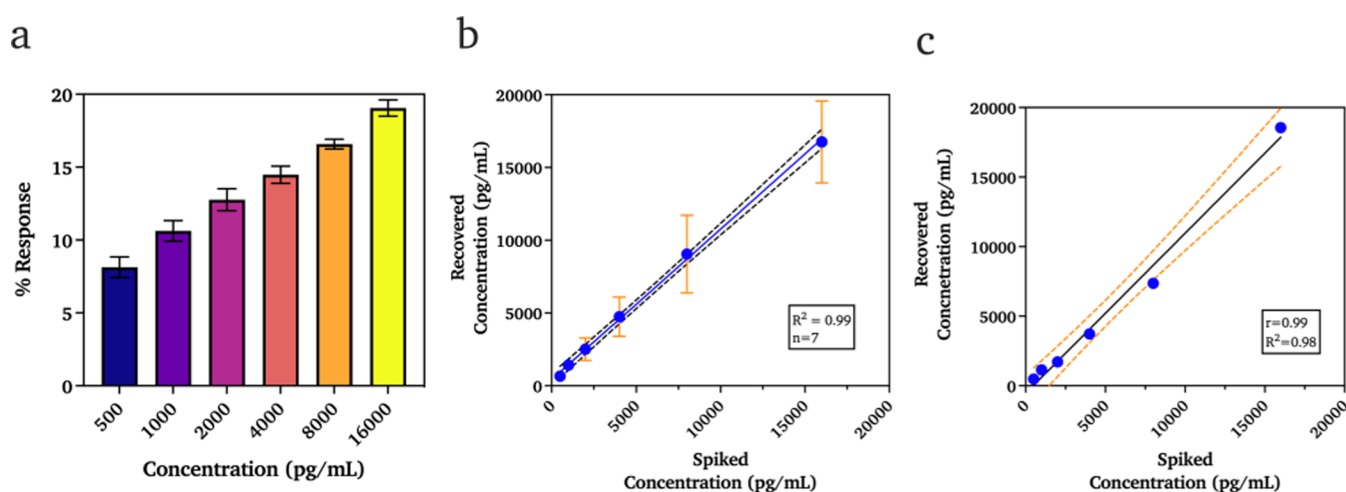 a
% Response
20
15
10
5
0
500
1000
2000
4000
8000
16000
Concentration (pg/mL)
b
Recovered
Concentration (pg/mL)
20000
15000
10000
5000
0
R² = 0.99
n=7
0
5000
10000
15000
20000
Spiked
Concentration (pg/mL)
c
Recovered
Concnetration (pg/mL)
20000
15000
10000
5000
0
r=0.99
R²=0.98
0
5000
10000
15000
20000
Spiked
Concentration (pg/mL)